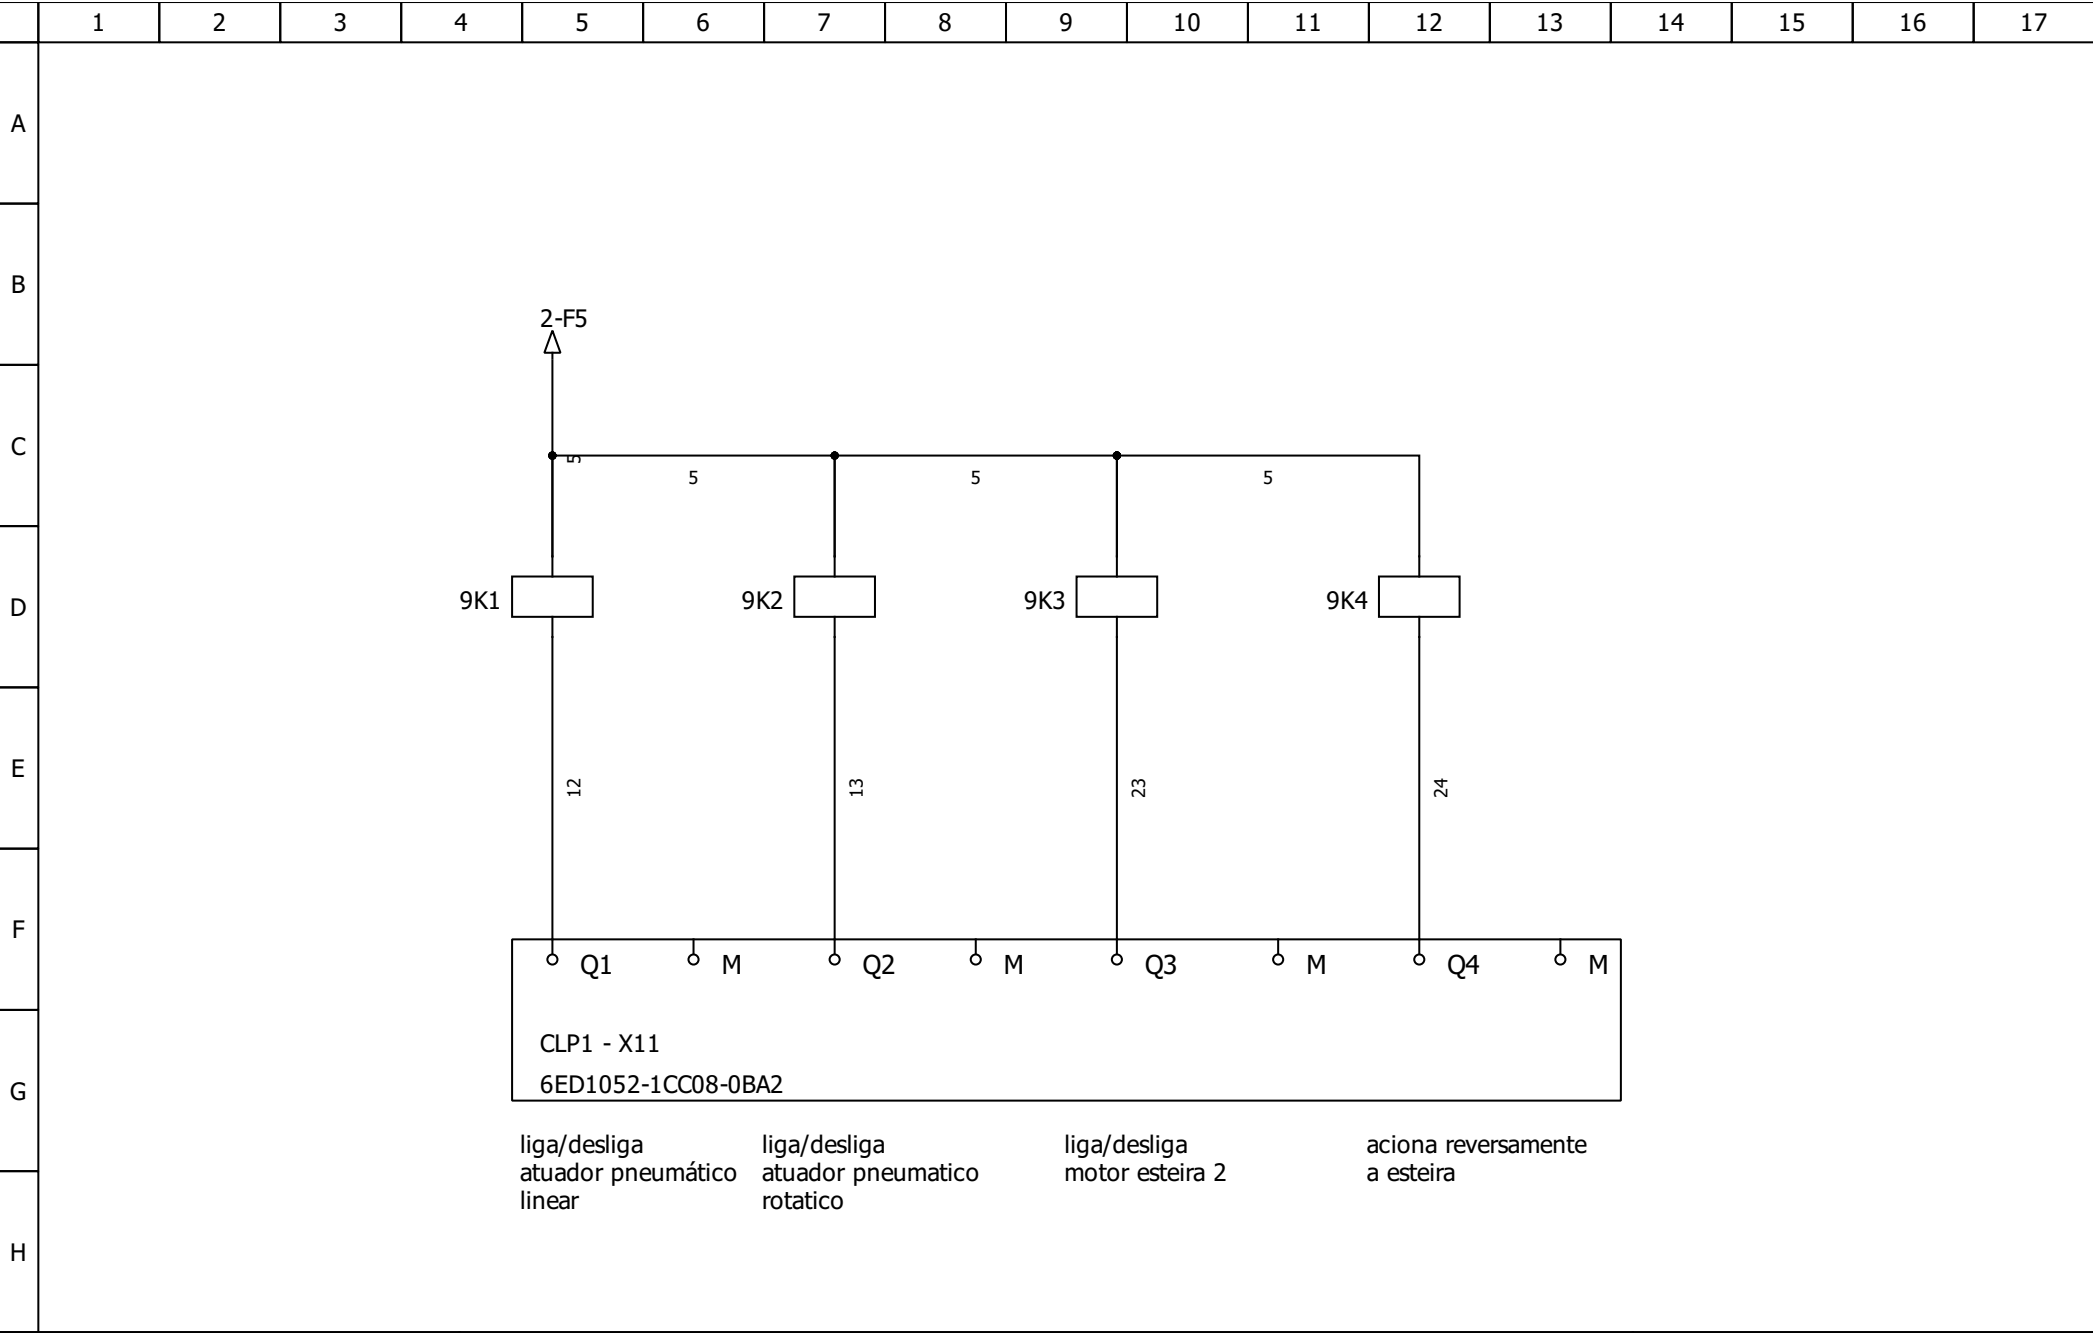 1 2 3 4 5 6 7 8 9 10 11 12 13 14 15 16 17
A
B
2-F5
C
5
5 5 5
D
9K1 9K2 9K3 9K4
E
12 13 23 24
F
Q1 M Q2 M Q3 M Q4 M
CLP1 - X11
G
6ED1052-1CC08-0BA2
liga/desliga
atuador pneumático
linear
liga/desliga
atuador pneumatico
rotatico
liga/desliga
motor esteira 2
aciona reversamente
a esteira
H